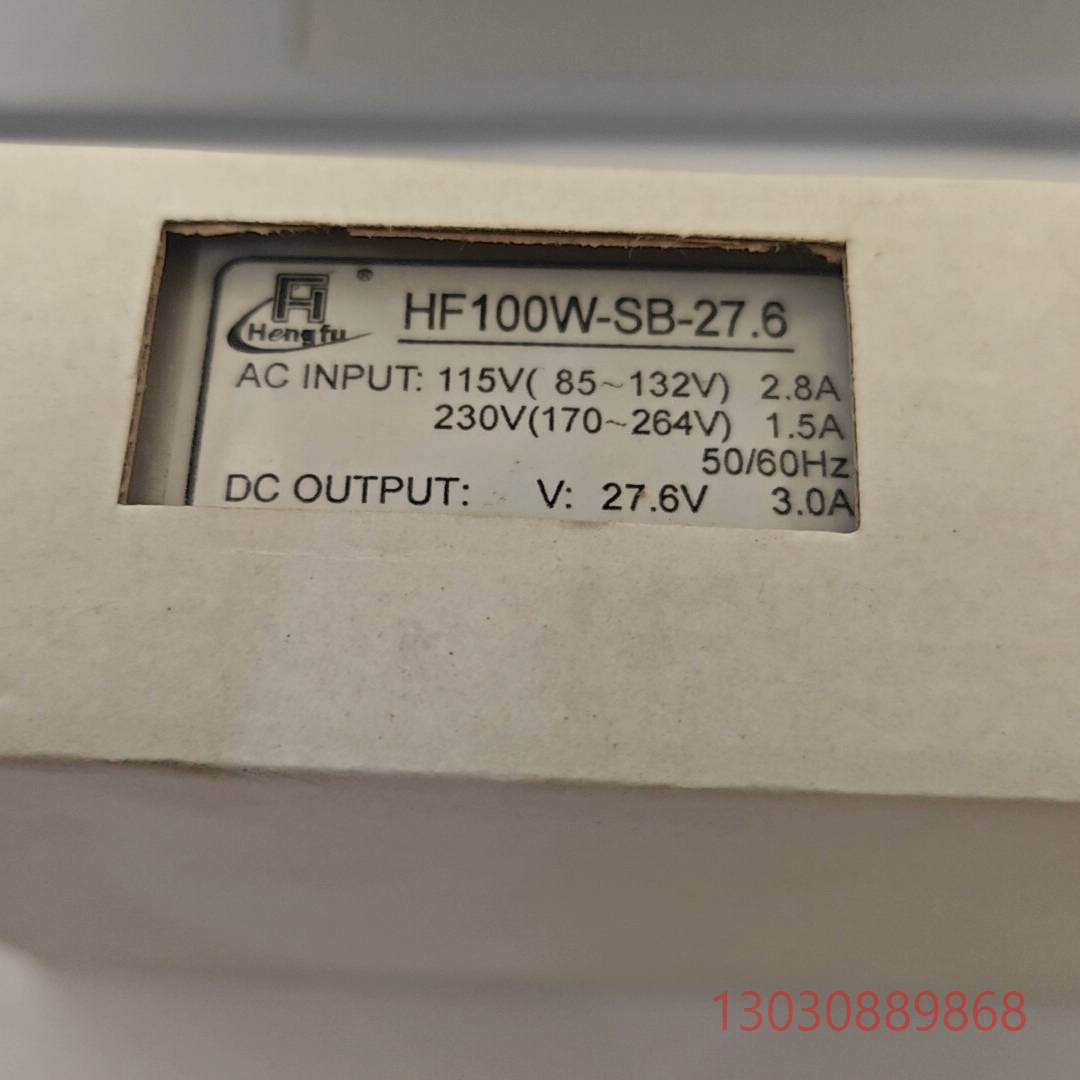 Hengfu ®
HF100W-SB-27.6
AC INPUT: 115V( 85~132V) 2.8A
230V(170~264V) 1.5A
50/60Hz
DC OUTPUT: V: 27.6V 3.0A
13030889868